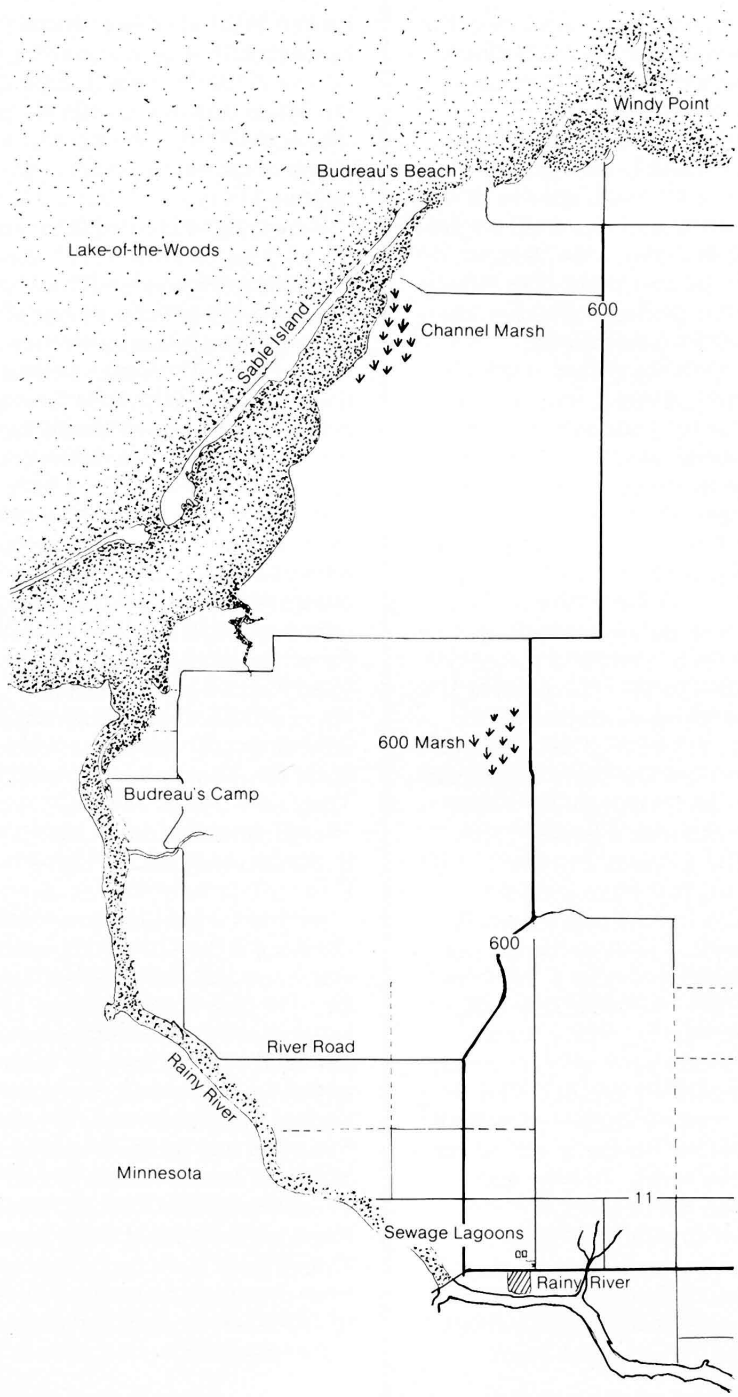 Windy Point
Budreau's Beach
Lake-of-the-Woods
600
Sable Island
Channel Marsh
600 Marsh
Budreau's Camp
600
River Road
Rainy River
Minnesota
11
Sewage Lagoons
Rainy River